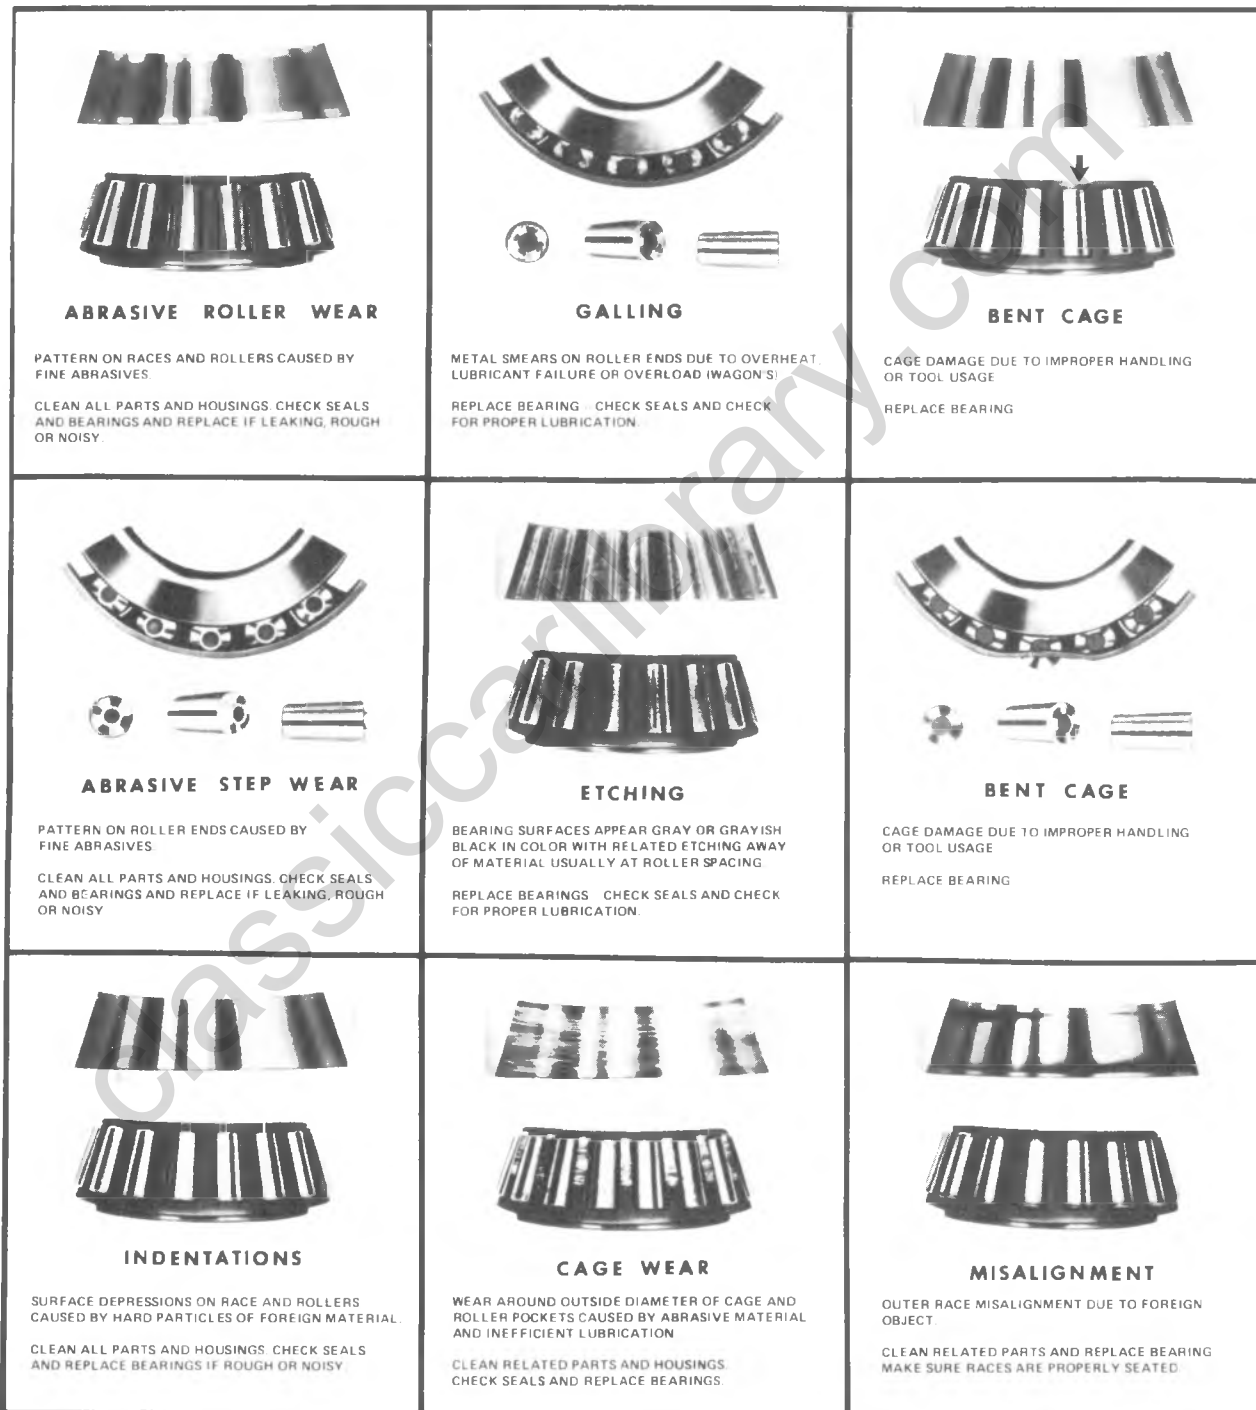 ABRASIVE ROLLER WEAR
PATTERN ON RACES AND ROLLERS CAUSED BY
FINE ABRASIVES.
CLEAN ALL PARTS AND HOUSINGS. CHECK SEALS
AND BEARINGS AND REPLACE IF LEAKING, ROUGH
OR NOISY.
GALLING
METAL SMEARS ON ROLLER ENDS DUE TO OVERHEAT,
LUBRICANT FAILURE OR OVERLOAD (WAGON'S)
REPLACE BEARING CHECK SEALS AND CHECK
FOR PROPER LUBRICATION.
BENT CAGE
CAGE DAMAGE DUE TO IMPROPER HANDLING
OR TOOL USAGE
REPLACE BEARING
ABRASIVE STEP WEAR
PATTERN ON ROLLER ENDS CAUSED BY
FINE ABRASIVES
CLEAN ALL PARTS AND HOUSINGS. CHECK SEALS
AND BEARINGS AND REPLACE IF LEAKING, ROUGH
OR NOISY
ETCHING
BEARING SURFACES APPEAR GRAY OR GRAYISH
BLACK IN COLOR WITH RELATED ETCHING AWAY
OF MATERIAL USUALLY AT ROLLER SPACING
REPLACE BEARINGS CHECK SEALS AND CHECK
FOR PROPER LUBRICATION.
BENT CAGE
CAGE DAMAGE DUE TO IMPROPER HANDLING
OR TOOL USAGE
REPLACE BEARING
INDENTATIONS
SURFACE DEPRESSIONS ON RACE AND ROLLERS
CAUSED BY HARD PARTICLES OF FOREIGN MATERIAL.
CLEAN ALL PARTS AND HOUSINGS. CHECK SEALS
AND REPLACE BEARINGS IF ROUGH OR NOISY.
CAGE WEAR
WEAR AROUND OUTSIDE DIAMETER OF CAGE AND
ROLLER POCKETS CAUSED BY ABRASIVE MATERIAL
AND INEFFICIENT LUBRICATION
CLEAN RELATED PARTS AND HOUSINGS.
CHECK SEALS AND REPLACE BEARINGS.
MISALIGNMENT
OUTER RACE MISALIGNMENT DUE TO FOREIGN
OBJECT.
CLEAN RELATED PARTS AND REPLACE BEARING
MAKE SURE RACES ARE PROPERLY SEATED.
classiccarlibrary.com